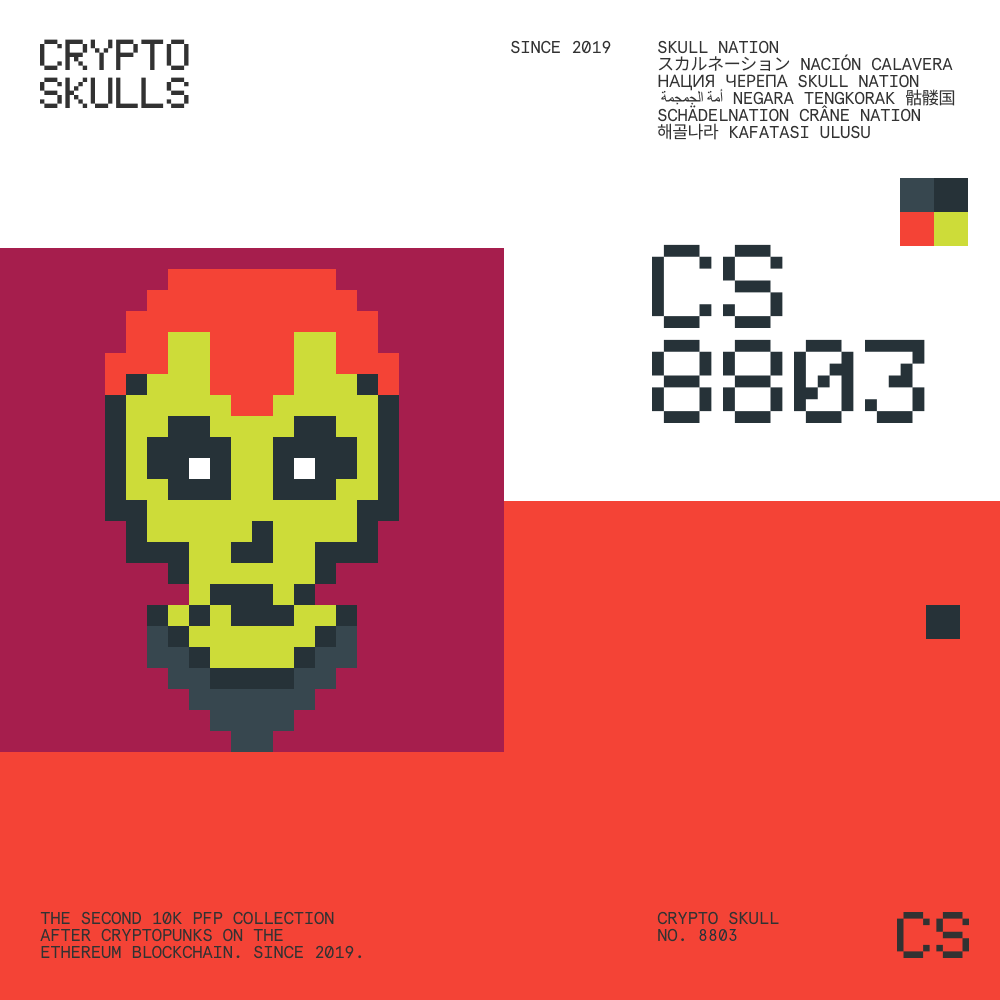 CRYPTO
SKULLS
SINCE 2019
SKULL NATION
スカルネーション NACIÓN CALAVERA
НАЦИЯ ЧЕРЕПА SKULL NATION
أمة الجمجمة NEGARA TENGKORAK 骷髅国
SCHÄDELNATION CRÂNE NATION
해골나라 KAFATASI ULUSU
CS
8803
THE SECOND 10K PFP COLLECTION
AFTER CRYPTOPUNKS ON THE
ETHEREUM BLOCKCHAIN. SINCE 2019.
CRYPTO SKULL
NO. 8803
CS